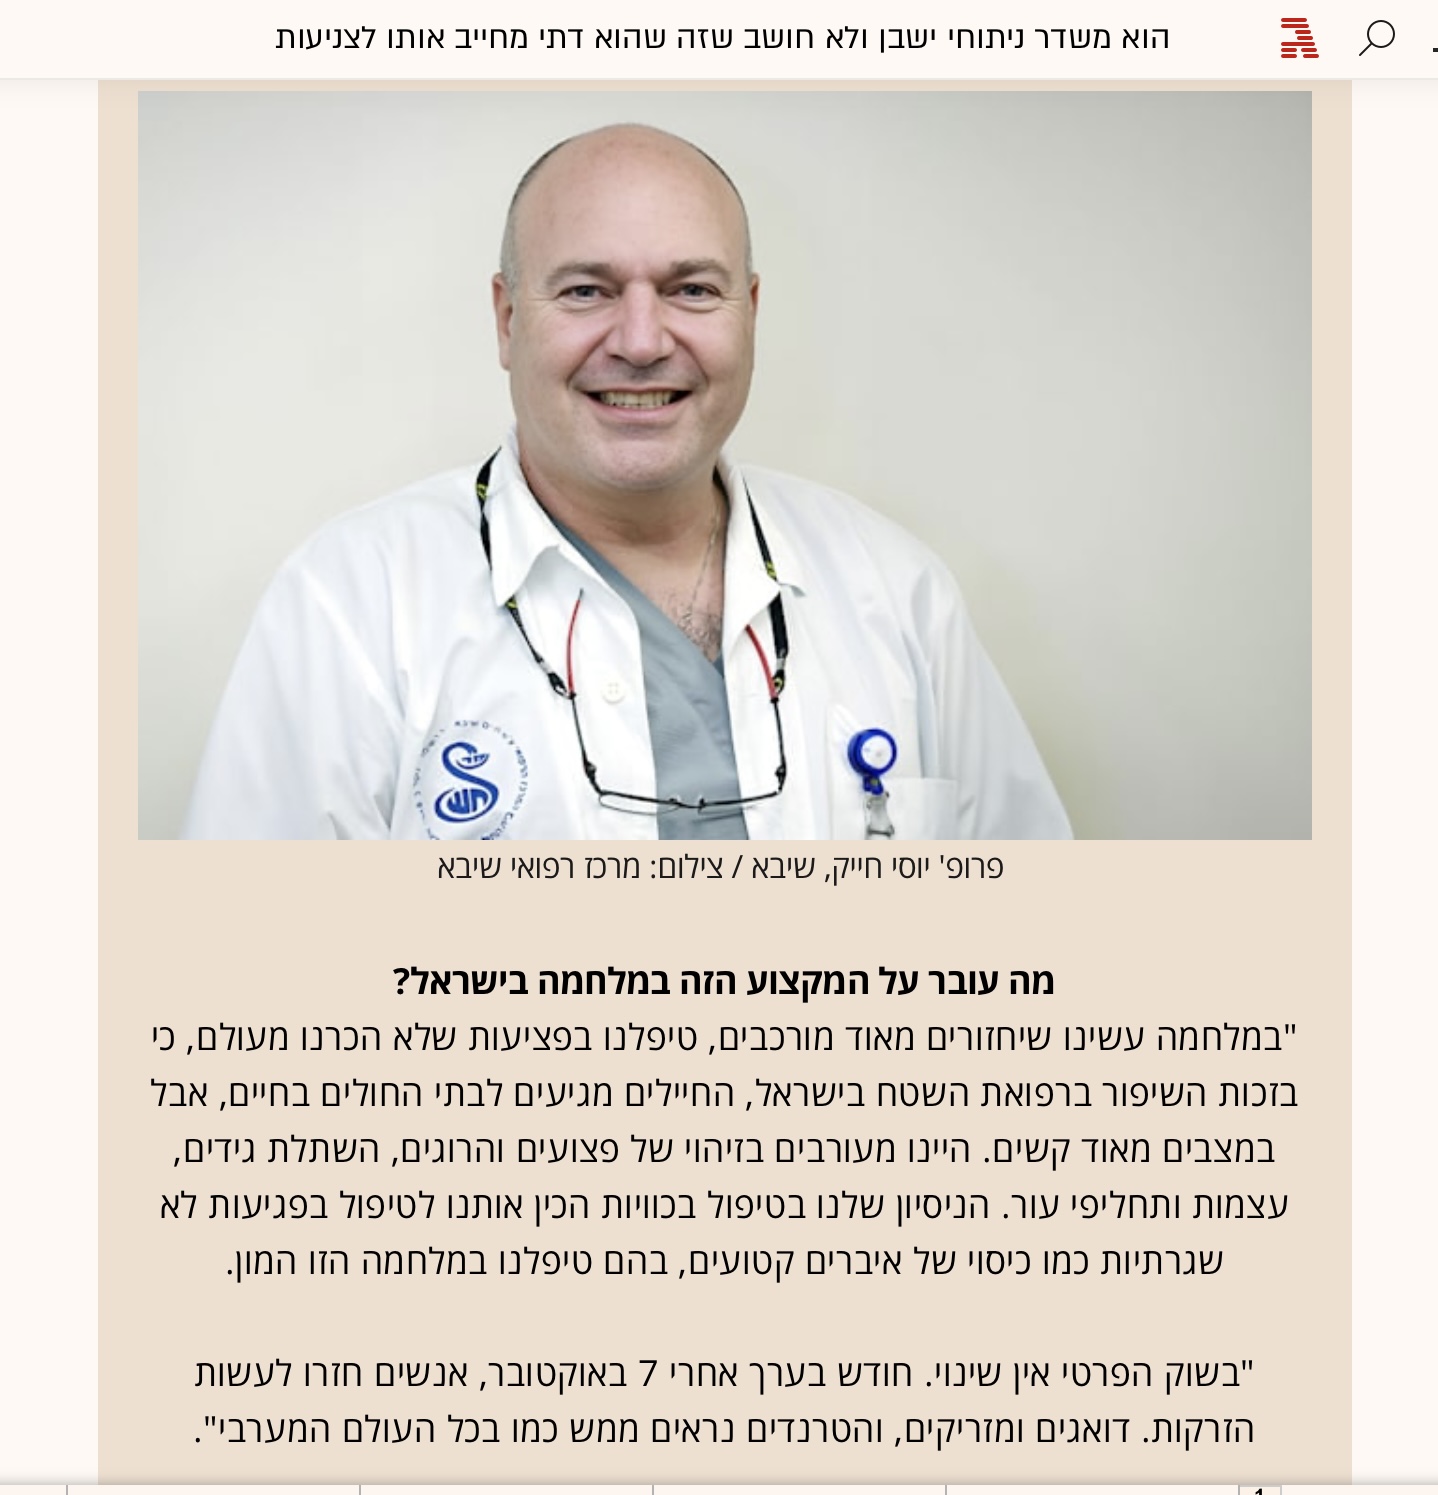 הוא משדר ניתוחי ישבן ולא חושב שזה שהוא דתי מחייב אותו לצניעות
פרופ' יוסי חייק, שיבא / צילום: מרכז רפואי שיבא
מה עובר על המקצוע הזה במלחמה בישראל?
"במלחמה עשינו שיחזורים מאוד מורכבים, טיפלנו בפציעות שלא הכרנו מעולם, כי
בזכות השיפור ברפואת השטח בישראל, החיילים מגיעים לבתי החולים בחיים, אבל
במצבים מאוד קשים. היינו מעורבים בזיהוי של פצועים והרוגים, השתלת גידים,
עצמות ותחליפי עור. הניסיון שלנו בטיפול בכוויות הכין אותנו לטיפול בפגיעות לא
שגרתיות כמו כיסוי של איברים קטועים, בהם טיפלנו במלחמה הזו המון.
"בשוק הפרטי אין שינוי. חודש בערך אחרי 7 באוקטובר, אנשים חזרו לעשות
הזרקות. דואגים ומזריקים, והטרנדים נראים ממש כמו בכל העולם המערבי".